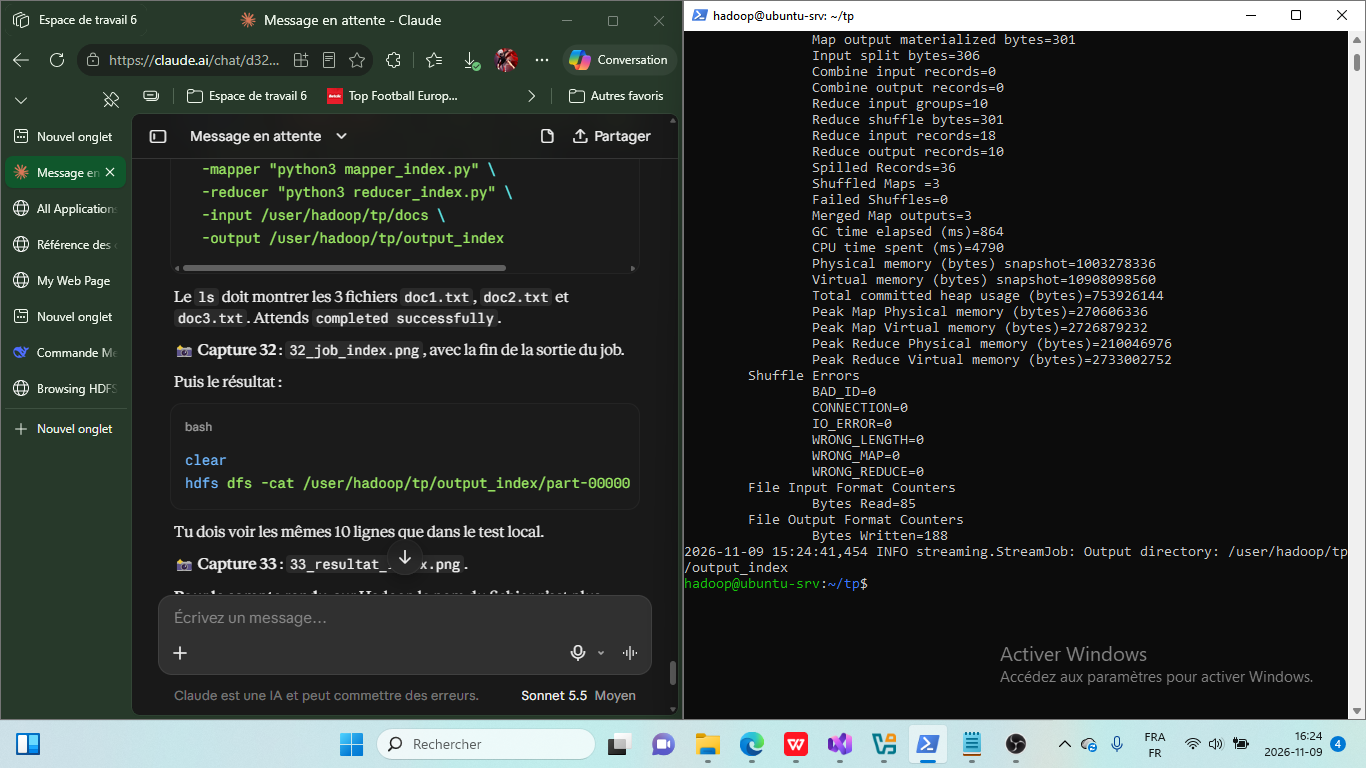 Espace de travail 6
Message en attente - Claude
https://claude.ai/chat/d32...
Conversation
Espace de travail 6
Top Football Europ...
Autres favoris
Nouvel onglet
Message en
All Applications
Référence des
My Web Page
Nouvel onglet
Commande Me
Browsing HDFS
Nouvel onglet
Message en attente
Partager
-mapper "python3 mapper_index.py" \
-reducer "python3 reducer_index.py" \
-input /user/hadoop/tp/docs \
-output /user/hadoop/tp/output_index
Le ls doit montrer les 3 fichiers doc1.txt, doc2.txt et
doc3.txt. Attends completed successfully.
Capture 32 : 32_job_index.png, avec la fin de la sortie du job.
Puis le résultat :
bash
clear
hdfs dfs -cat /user/hadoop/tp/output_index/part-00000
Tu dois voir les mêmes 10 lignes que dans le test local.
Capture 33 : 33_resultat_ x.png.
Écrivez un message...
Claude est une IA et peut commettre des erreurs.
Sonnet 5.5 Moyen
hadoop@ubuntu-srv: ~/tp
Map output materialized bytes=301
Input split bytes=306
Combine input records=0
Combine output records=0
Reduce input groups=10
Reduce shuffle bytes=301
Reduce input records=18
Reduce output records=10
Spilled Records=36
Shuffled Maps =3
Failed Shuffles=0
Merged Map outputs=3
GC time elapsed (ms)=864
CPU time spent (ms)=4790
Physical memory (bytes) snapshot=1003278336
Virtual memory (bytes) snapshot=10908098560
Total committed heap usage (bytes)=753926144
Peak Map Physical memory (bytes)=270606336
Peak Map Virtual memory (bytes)=2726879232
Peak Reduce Physical memory (bytes)=210046976
Peak Reduce Virtual memory (bytes)=2733002752
Shuffle Errors
BAD_ID=0
CONNECTION=0
IO_ERROR=0
WRONG_LENGTH=0
WRONG_MAP=0
WRONG_REDUCE=0
File Input Format Counters
Bytes Read=85
File Output Format Counters
Bytes Written=188
2026-11-09 15:24:41,454 INFO streaming.StreamJob: Output directory: /user/hadoop/tp
/output_index
hadoop@ubuntu-srv:~/tp$
Activer Windows
Accédez aux paramètres pour activer Windows.
Rechercher
FRA
FR
16:24
2026-11-09
4